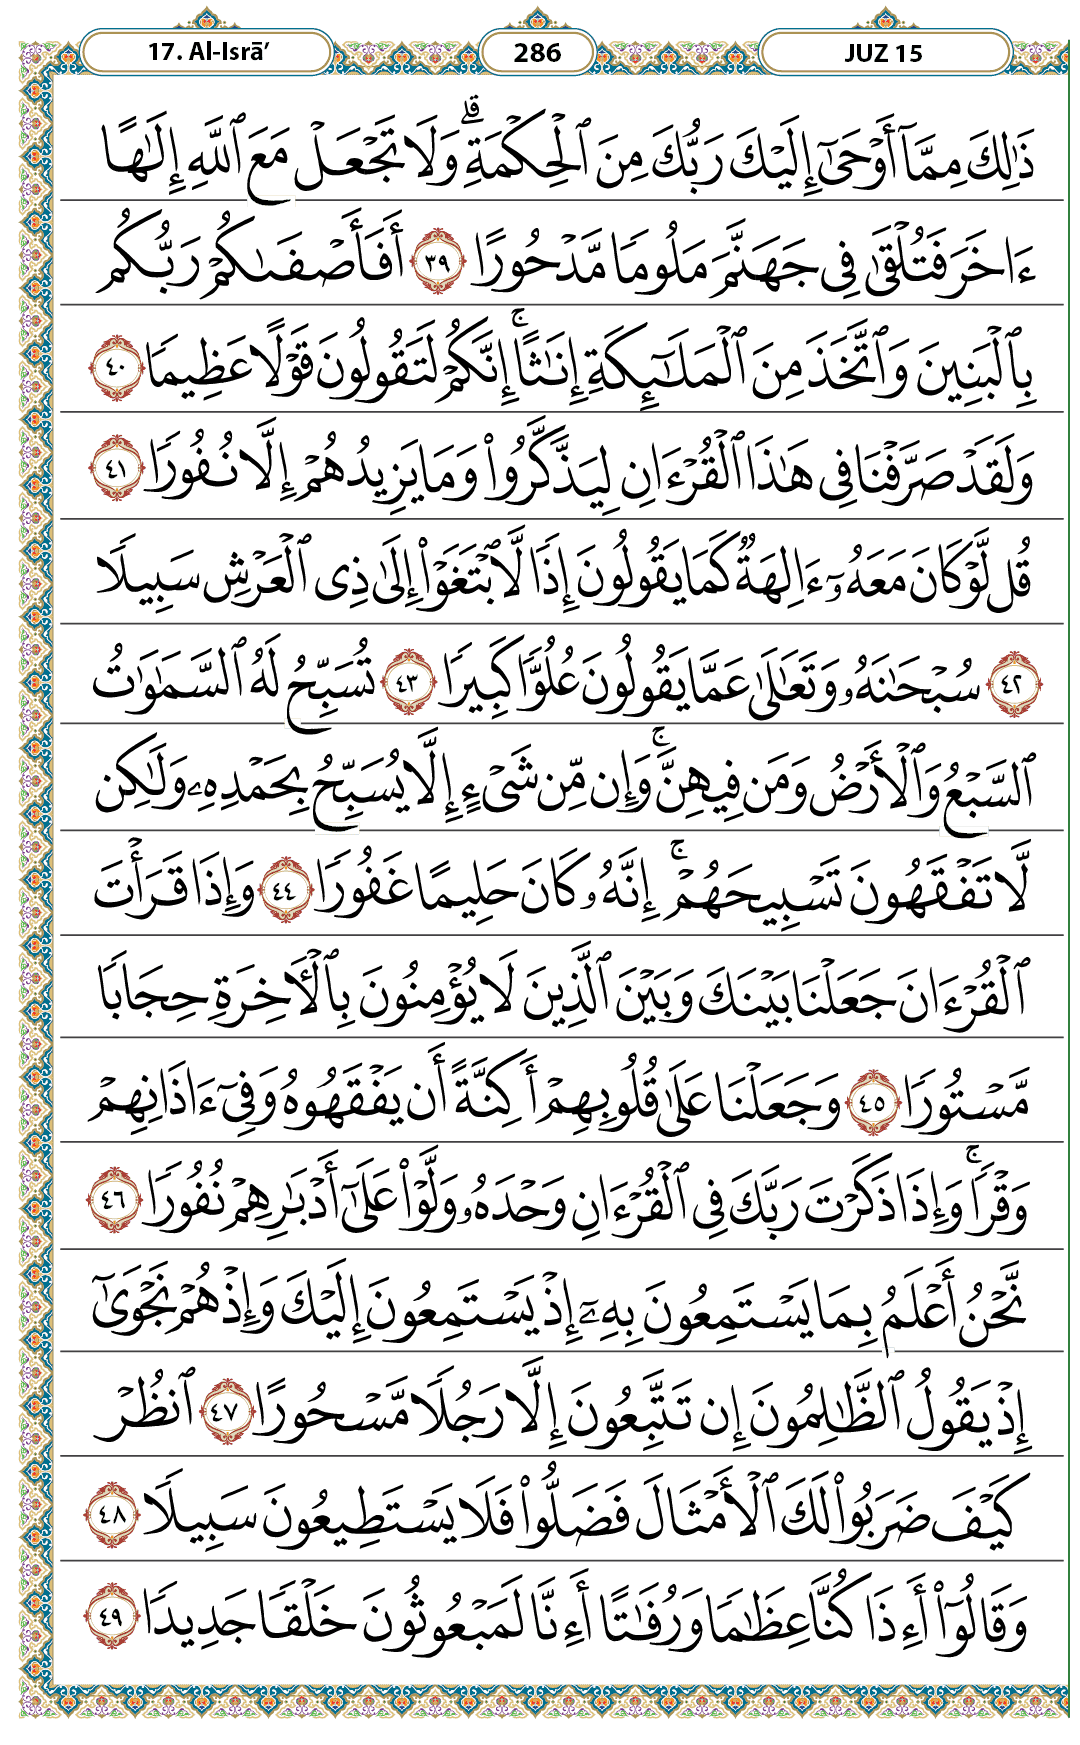 17. Al-Isrā’ 286 JUZ 15
ذَٰلِكَ مِمَّآ أَوْحَىٰٓ إِلَيْكَ رَبُّكَ مِنَ ٱلْحِكْمَةِۗ وَلَا تَجْعَلْ مَعَ ٱللَّهِ إِلَٰهًا
ءَاخَرَ فَتُلْقَىٰ فِى جَهَنَّمَ مَلُومًا مَّدْحُورًا ٣٩ أَفَأَصْفَىٰكُمْ رَبُّكُم
بِٱلْبَنِينَ وَٱتَّخَذَ مِنَ ٱلْمَلَٰٓئِكَةِ إِنَٰثًاۚ إِنَّكُمْ لَتَقُولُونَ قَوْلًا عَظِيمًا ٤٠
وَلَقَدْ صَرَّفْنَا فِى هَٰذَا ٱلْقُرْءَانِ لِيَذَّكَّرُوا۟ وَمَا يَزِيدُهُمْ إِلَّا نُفُورًا ٤١
قُل لَّوْ كَانَ مَعَهُۥٓ ءَالِهَةٌ كَمَا يَقُولُونَ إِذًا لَّٱبْتَغَوْا۟ إِلَىٰ ذِى ٱلْعَرْشِ سَبِيلًا
٤٢ سُبْحَٰنَهُۥ وَتَعَٰلَىٰ عَمَّا يَقُولُونَ عُلُوًّا كَبِيرًا ٤٣ تُسَبِّحُ لَهُ ٱلسَّمَٰوَٰتُ
ٱلسَّبْعُ وَٱلْأَرْضُ وَمَن فِيهِنَّۚ وَإِن مِّن شَىْءٍ إِلَّا يُسَبِّحُ بِحَمْدِهِۦ وَلَٰكِن
لَّا تَفْقَهُونَ تَسْبِيحَهُمْۚ إِنَّهُۥ كَانَ حَلِيمًا غَفُورًا ٤٤ وَإِذَا قَرَأْتَ
ٱلْقُرْءَانَ جَعَلْنَا بَيْنَكَ وَبَيْنَ ٱلَّذِينَ لَا يُؤْمِنُونَ بِٱلْءَاخِرَةِ حِجَابًا
مَّسْتُورًا ٤٥ وَجَعَلْنَا عَلَىٰ قُلُوبِهِمْ أَكِنَّةً أَن يَفْقَهُوهُ وَفِىٓ ءَاذَانِهِمْ
وَقْرًاۚ وَإِذَا ذَكَرْتَ رَبَّكَ فِى ٱلْقُرْءَانِ وَحْدَهُۥ وَلَّوْا۟ عَلَىٰٓ أَدْبَٰرِهِمْ نُفُورًا ٤٦
نَّحْنُ أَعْلَمُ بِمَا يَسْتَمِعُونَ بِهِۦٓ إِذْ يَسْتَمِعُونَ إِلَيْكَ وَإِذْ هُمْ نَجْوَىٰٓ
إِذْ يَقُولُ ٱلظَّٰلِمُونَ إِن تَتَّبِعُونَ إِلَّا رَجُلًا مَّسْحُورًا ٤٧ ٱنظُرْ
كَيْفَ ضَرَبُوا۟ لَكَ ٱلْأَمْثَالَ فَضَلُّوا۟ فَلَا يَسْتَطِيعُونَ سَبِيلًا ٤٨
وَقَالُوٓا۟ أَءِذَا كُنَّا عِظَٰمًا وَرُفَٰتًا أَءِنَّا لَمَبْعُوثُونَ خَلْقًا جَدِيدًا ٤٩